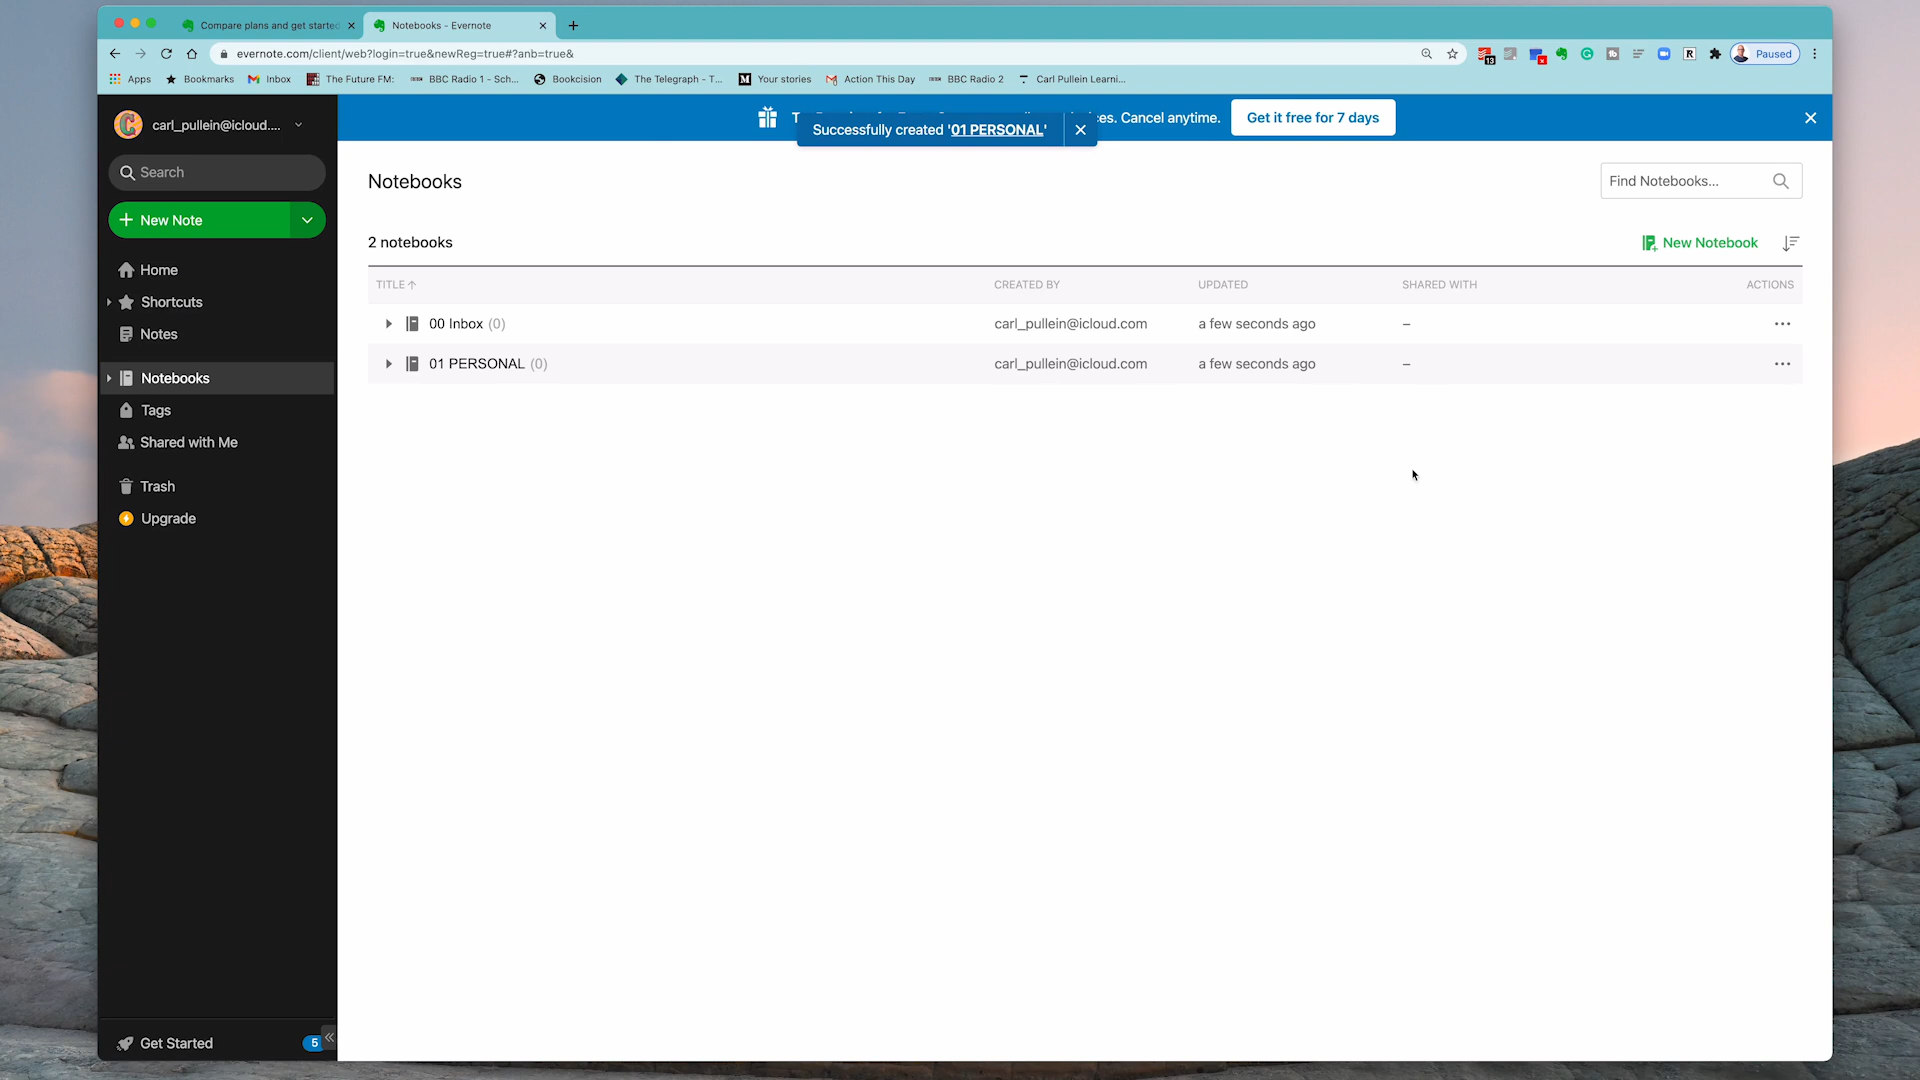 Compare plans and get started
Notebooks - Evernote
evernote.com/client/web?login=true&newReg=true#?anb=true&
13
Paused
Apps
Bookmarks
Inbox
The Future FM:
BBC Radio 1 - Sch...
Bookcision
The Telegraph - T...
Your stories
Action This Day
BBC Radio 2
Carl Pullein Learni...
carl_pullein@icloud....
ces. Cancel anytime.
Get it free for 7 days
Successfully created '01 PERSONAL'
Search
New Note
Home
Shortcuts
Notes
Notebooks
Tags
Shared with Me
Trash
Upgrade
Get Started
5
Notebooks
Find Notebooks...
2 notebooks
New Notebook
TITLE
CREATED BY
UPDATED
SHARED WITH
ACTIONS
00 Inbox (0)
carl_pullein@icloud.com
a few seconds ago
–
01 PERSONAL (0)
carl_pullein@icloud.com
a few seconds ago
–